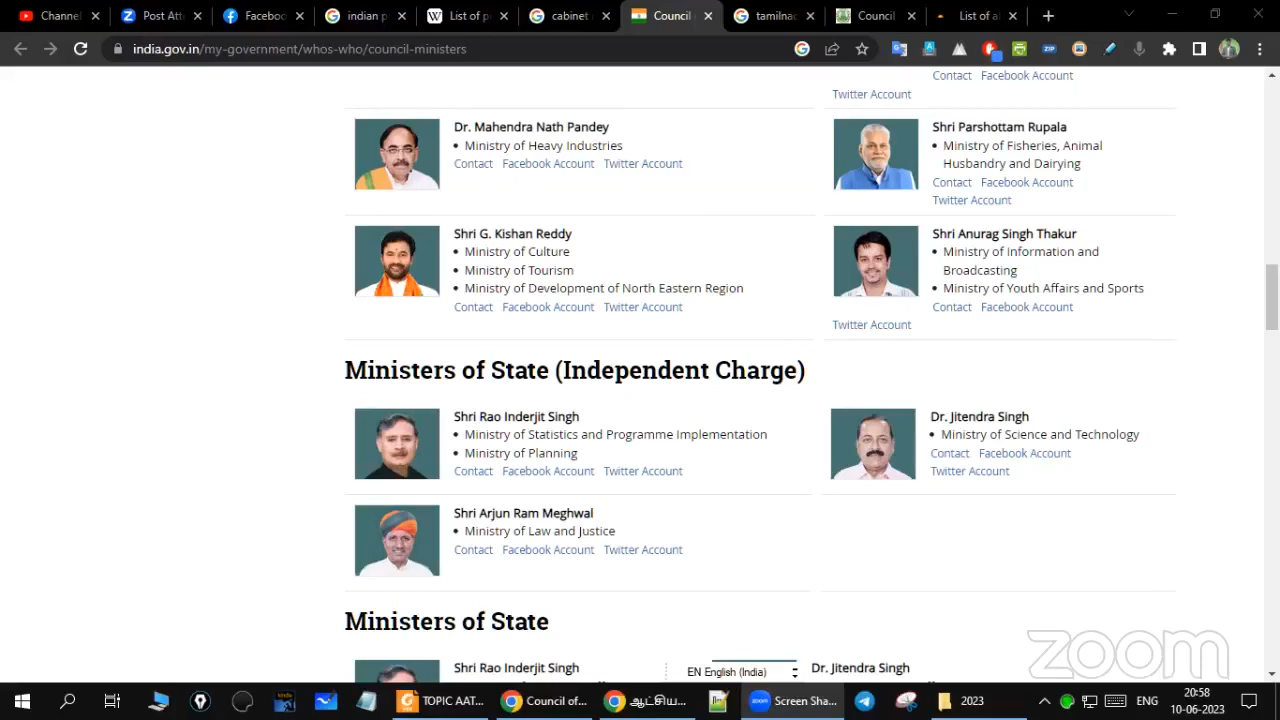 Channel
Post Att
Faceboo
indian p
List of p
cabinet
Council
tamilnad
Council
List of al
india.gov.in/my-government/whos-who/council-ministers
Contact Facebook Account
Twitter Account
Dr. Mahendra Nath Pandey
• Ministry of Heavy Industries
Contact Facebook Account Twitter Account
Shri Parshottam Rupala
• Ministry of Fisheries, Animal
Husbandry and Dairying
Contact Facebook Account
Twitter Account
Shri G. Kishan Reddy
• Ministry of Culture
• Ministry of Tourism
• Ministry of Development of North Eastern Region
Contact Facebook Account Twitter Account
Shri Anurag Singh Thakur
• Ministry of Information and
Broadcasting
• Ministry of Youth Affairs and Sports
Contact Facebook Account
Twitter Account
Ministers of State (Independent Charge)
Shri Rao Inderjit Singh
• Ministry of Statistics and Programme Implementation
• Ministry of Planning
Contact Facebook Account Twitter Account
Dr. Jitendra Singh
• Ministry of Science and Technology
Contact Facebook Account
Twitter Account
Shri Arjun Ram Meghwal
• Ministry of Law and Justice
Contact Facebook Account Twitter Account
Ministers of State
Shri Rao Inderjit Singh
EN English (India)
Dr. Jitendra Singh
zoom
TOPIC AAT...
Council of...
ஆட்சிய...
Screen Sha...
2023
ENG
20:58
10-06-2023